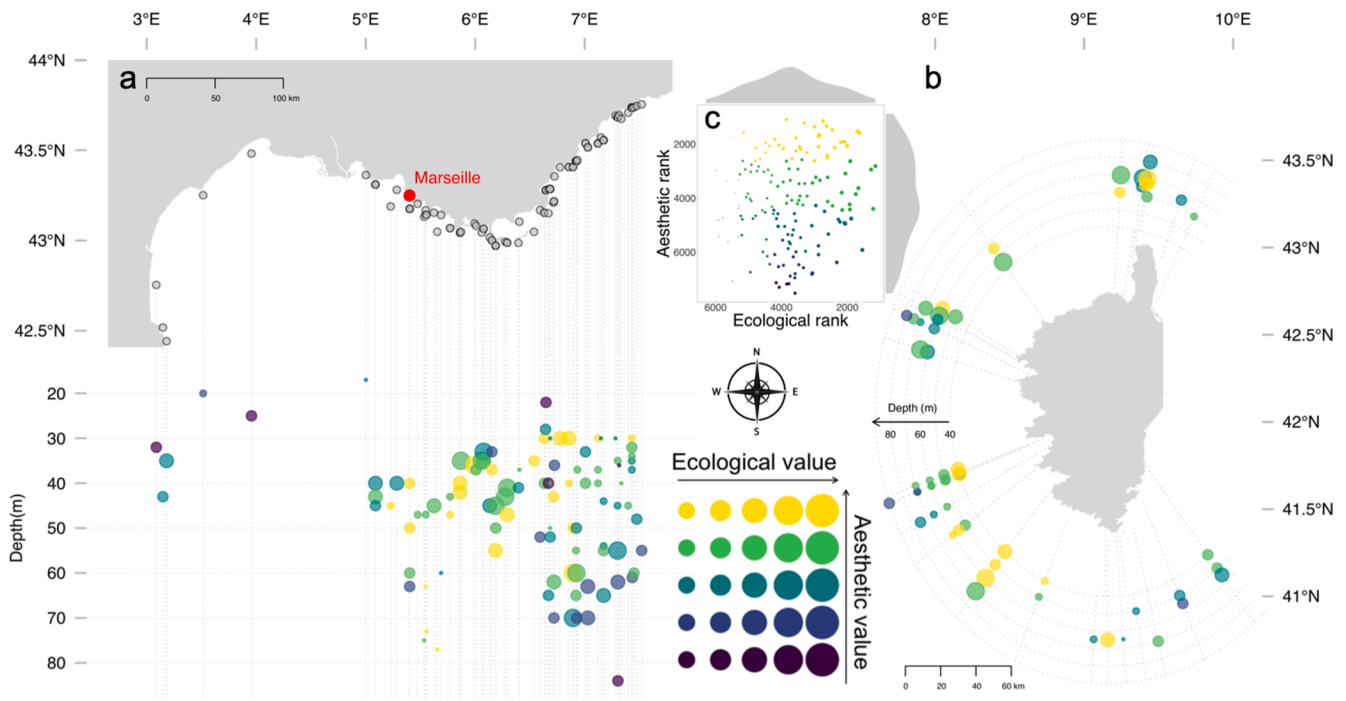 3°E 4°E 5°E 6°E 7°E 8°E 9°E 10°E
44°N
a
0 50 100 km
43.5°N
43°N
42.5°N
Marseille
c
Aesthetic rank
2000
4000
6000
6000 4000 2000
Ecological rank
b
43.5°N
43°N
42.5°N
42°N
41.5°N
41°N
N
W E
S
Depth (m)
80 60 40
Depth(m)
20
30
40
50
60
70
80
Ecological value
Aesthetic value
0 20 40 60 km